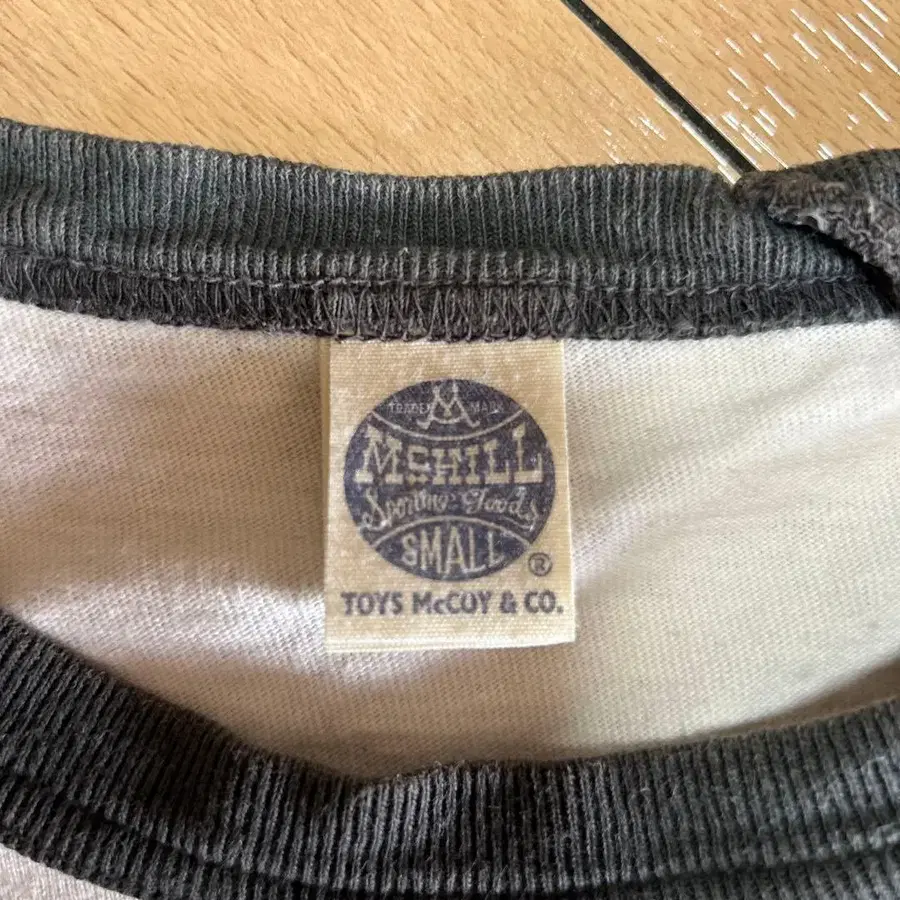 TRADE MARK
McHILL
Sporting Goods
SMALL
®
TOYS McCOY & CO.